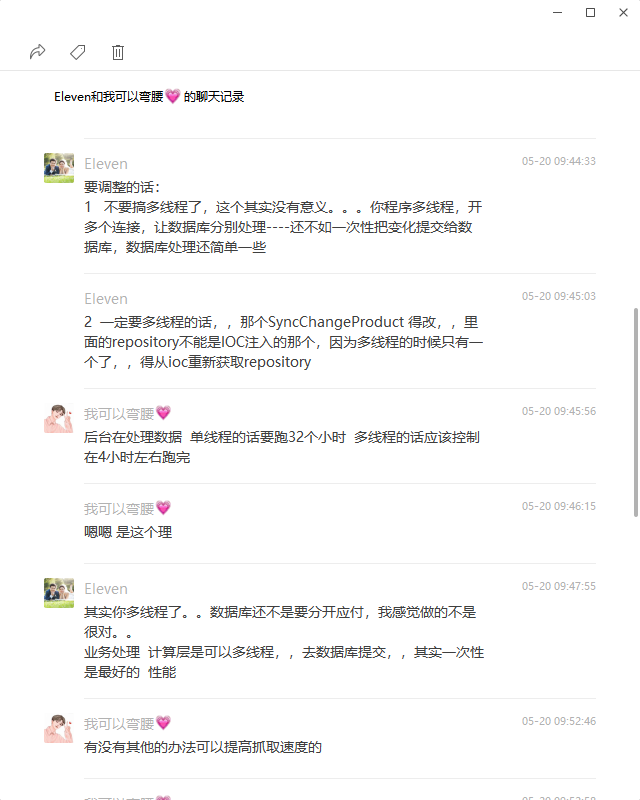 Eleven和我可以弯腰💗 的聊天记录
Eleven
05-20 09:44:33
要调整的话：
1   不要搞多线程了，这个其实没有意义。。。你程序多线程，开
多个连接，让数据库分别处理----还不如一次性把变化提交给数
据库，数据库处理还简单一些
Eleven
05-20 09:45:03
2  一定要多线程的话，，那个SyncChangeProduct 得改，，里
面的repository不能是IOC注入的那个，因为多线程的时候只有一
个了，，得从ioc重新获取repository
我可以弯腰💗
05-20 09:45:56
后台在处理数据  单线程的话要跑32个小时  多线程的话应该控制
在4小时左右跑完
我可以弯腰💗
05-20 09:46:15
嗯嗯 是这个理
Eleven
05-20 09:47:55
其实你多线程了。。数据库还不是要分开应付，我感觉做的不是
很对。。
业务处理  计算层是可以多线程，，去数据库提交，，其实一次性
是最好的  性能
我可以弯腰💗
05-20 09:52:46
有没有其他的办法可以提高抓取速度的